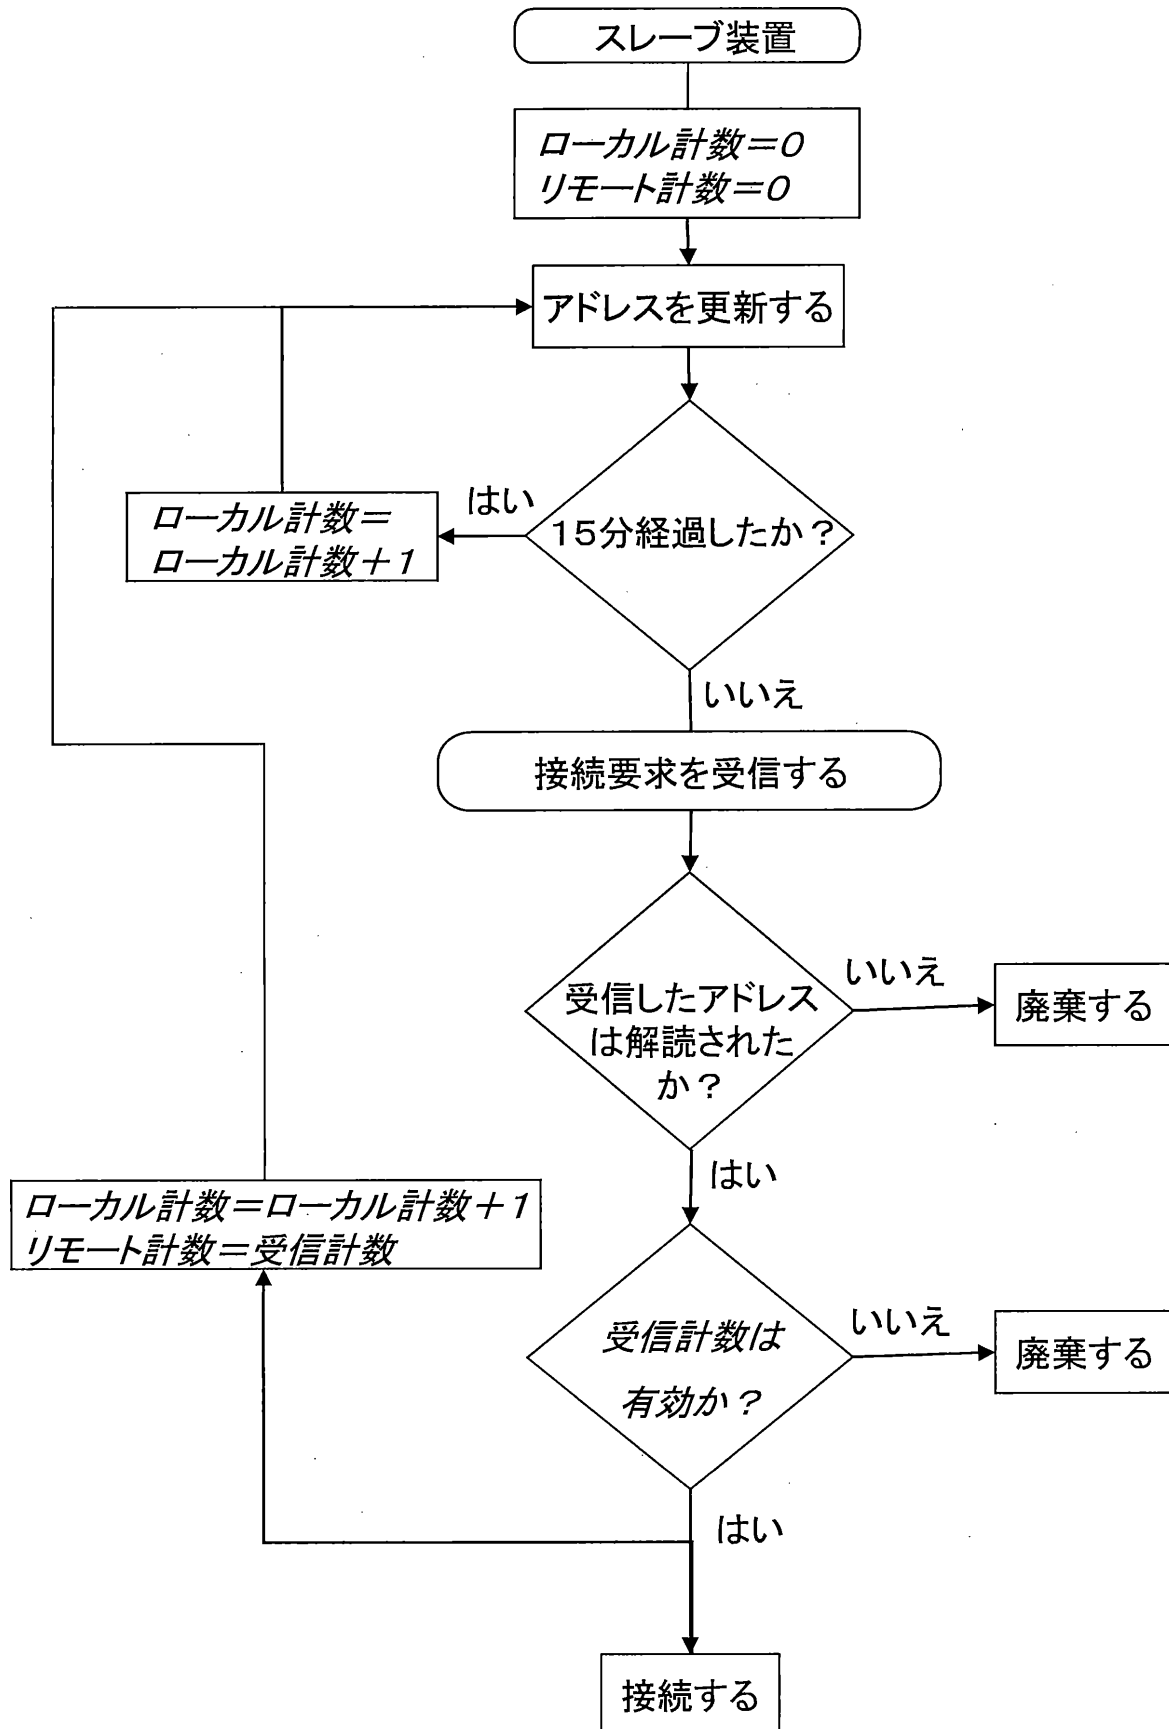 スレーブ装置
ローカル計数＝0
リモート計数＝0
アドレスを更新する
はい
15分経過したか？
ローカル計数＝
ローカル計数＋1
いいえ
接続要求を受信する
いいえ
受信したアドレス
は解読された
か？
廃棄する
はい
ローカル計数＝ローカル計数＋1
リモート計数＝受信計数
いいえ
受信計数は
有効か？
廃棄する
はい
接続する